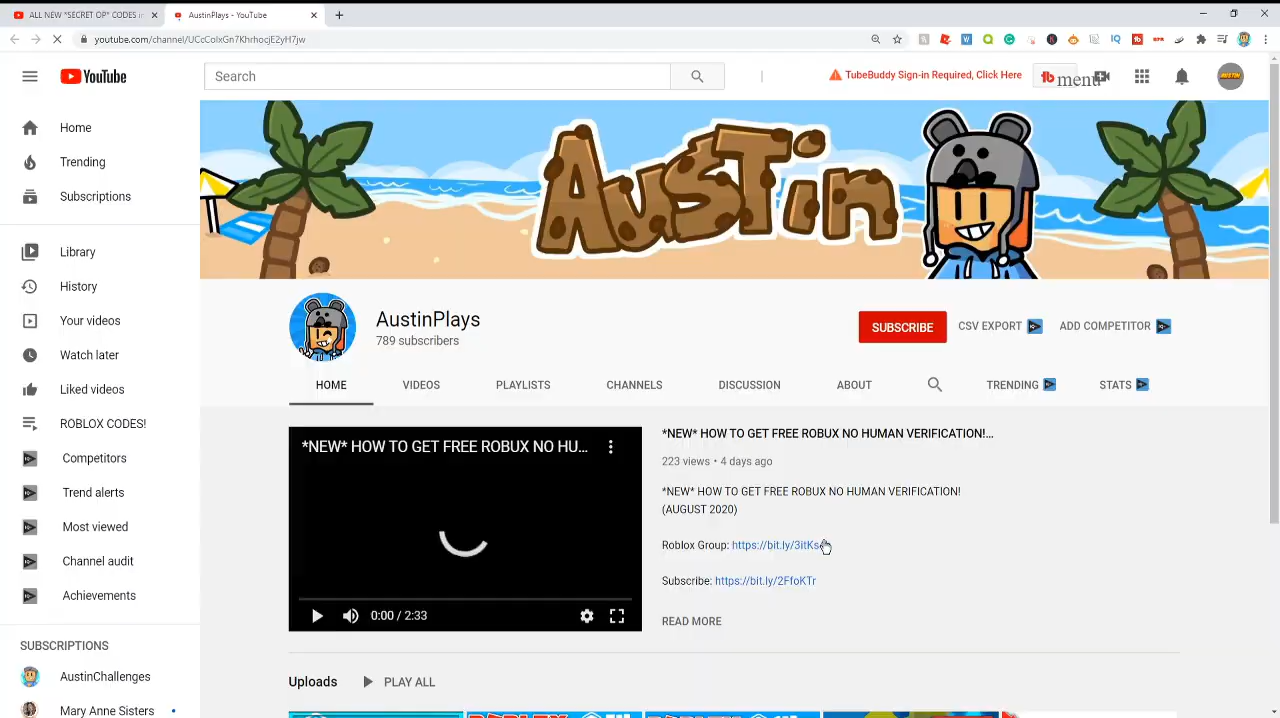 ALL NEW *SECRET OP* CODES in
AustinPlays - YouTube
youtube.com/channel/UCcCoIxGn7KhrhocjE2yH7jw
YouTube
Search
TubeBuddy Sign-in Required, Click Here
menu
Home
Trending
Subscriptions
Library
History
Your videos
Watch later
Liked videos
ROBLOX CODES!
Competitors
Trend alerts
Most viewed
Channel audit
Achievements
SUBSCRIPTIONS
AustinChallenges
Mary Anne Sisters
Austin
AustinPlays
789 subscribers
SUBSCRIBE
CSV EXPORT
ADD COMPETITOR
HOME
VIDEOS
PLAYLISTS
CHANNELS
DISCUSSION
ABOUT
TRENDING
STATS
*NEW* HOW TO GET FREE ROBUX NO HU...
0:00 / 2:33
*NEW* HOW TO GET FREE ROBUX NO HUMAN VERIFICATION!...
223 views • 4 days ago
*NEW* HOW TO GET FREE ROBUX NO HUMAN VERIFICATION!
(AUGUST 2020)
Roblox Group: https://bit.ly/3itKs
Subscribe: https://bit.ly/2FfoKTr
READ MORE
Uploads
PLAY ALL